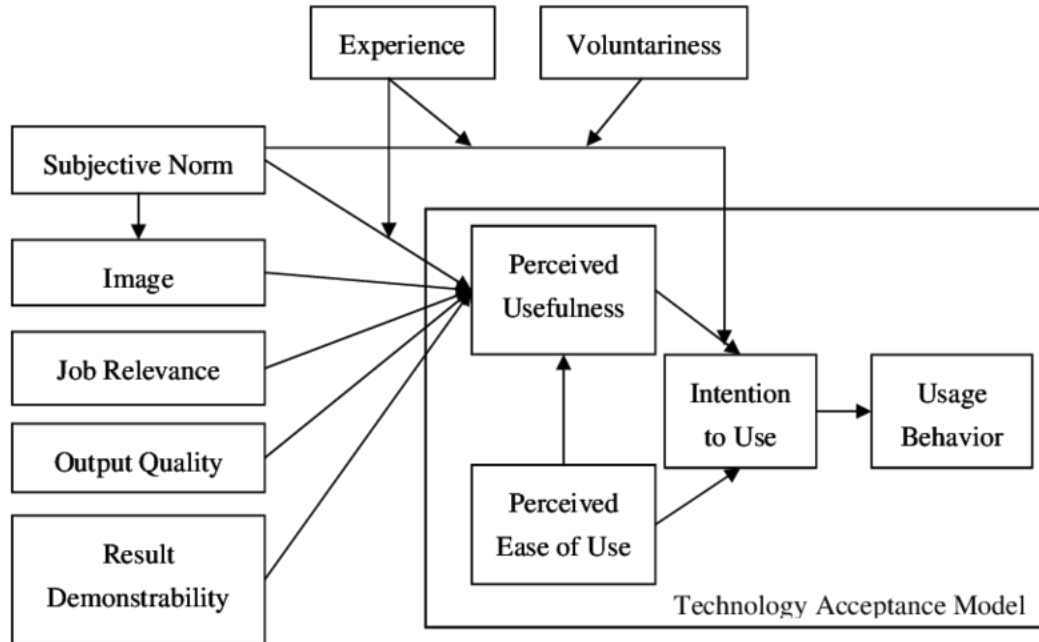 Experience
Voluntariness
Subjective Norm
Image
Job Relevance
Output Quality
Result
Demonstrability
Perceived
Usefulness
Perceived
Ease of Use
Intention
to Use
Usage
Behavior
Technology Acceptance Model